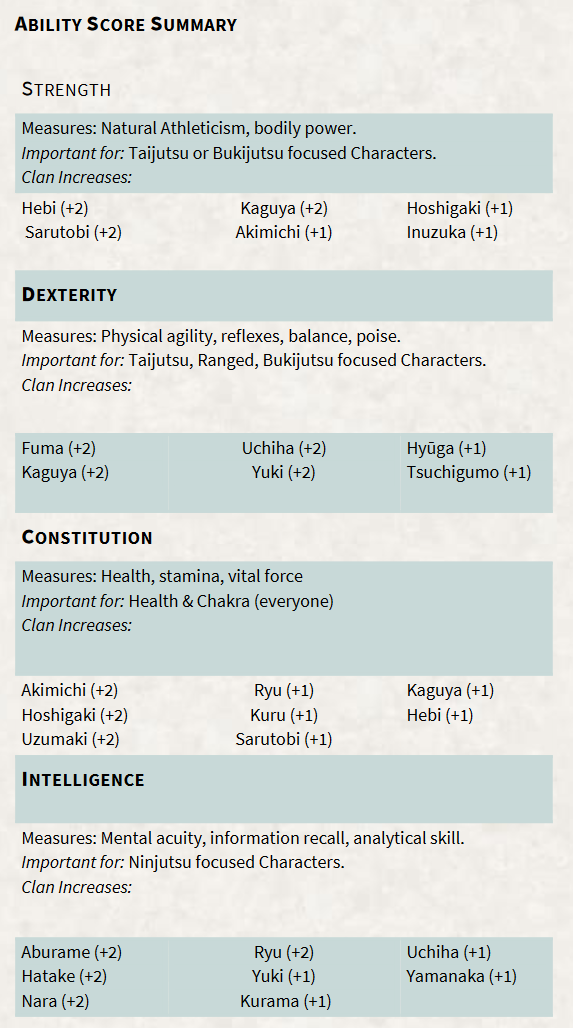 ABILITY SCORE SUMMARY
STRENGTH
Measures: Natural Athleticism, bodily power.
Important for: Taijutsu or Bukijutsu focused Characters.
Clan Increases:
Hebi (+2) Kaguya (+2) Hoshigaki (+1)
Sarutobi (+2) Akimichi (+1) Inuzuka (+1)
DEXTERITY
Measures: Physical agility, reflexes, balance, poise.
Important for: Taijutsu, Ranged, Bukijutsu focused Characters.
Clan Increases:
Fuma (+2) Uchiha (+2) Hyūga (+1)
Kaguya (+2) Yuki (+2) Tsuchigumo (+1)
CONSTITUTION
Measures: Health, stamina, vital force
Important for: Health & Chakra (everyone)
Clan Increases:
Akimichi (+2) Ryu (+1) Kaguya (+1)
Hoshigaki (+2) Kuru (+1) Hebi (+1)
Uzumaki (+2) Sarutobi (+1)
INTELLIGENCE
Measures: Mental acuity, information recall, analytical skill.
Important for: Ninjutsu focused Characters.
Clan Increases:
Aburame (+2) Ryu (+2) Uchiha (+1)
Hatake (+2) Yuki (+1) Yamanaka (+1)
Nara (+2) Kurama (+1)